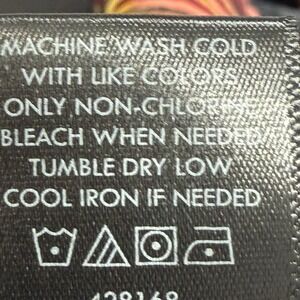 MACHINE WASH COLD
WITH LIKE COLORS
ONLY NON-CHLORINE
BLEACH WHEN NEEDED
TUMBLE DRY LOW
COOL IRON IF NEEDED
428168